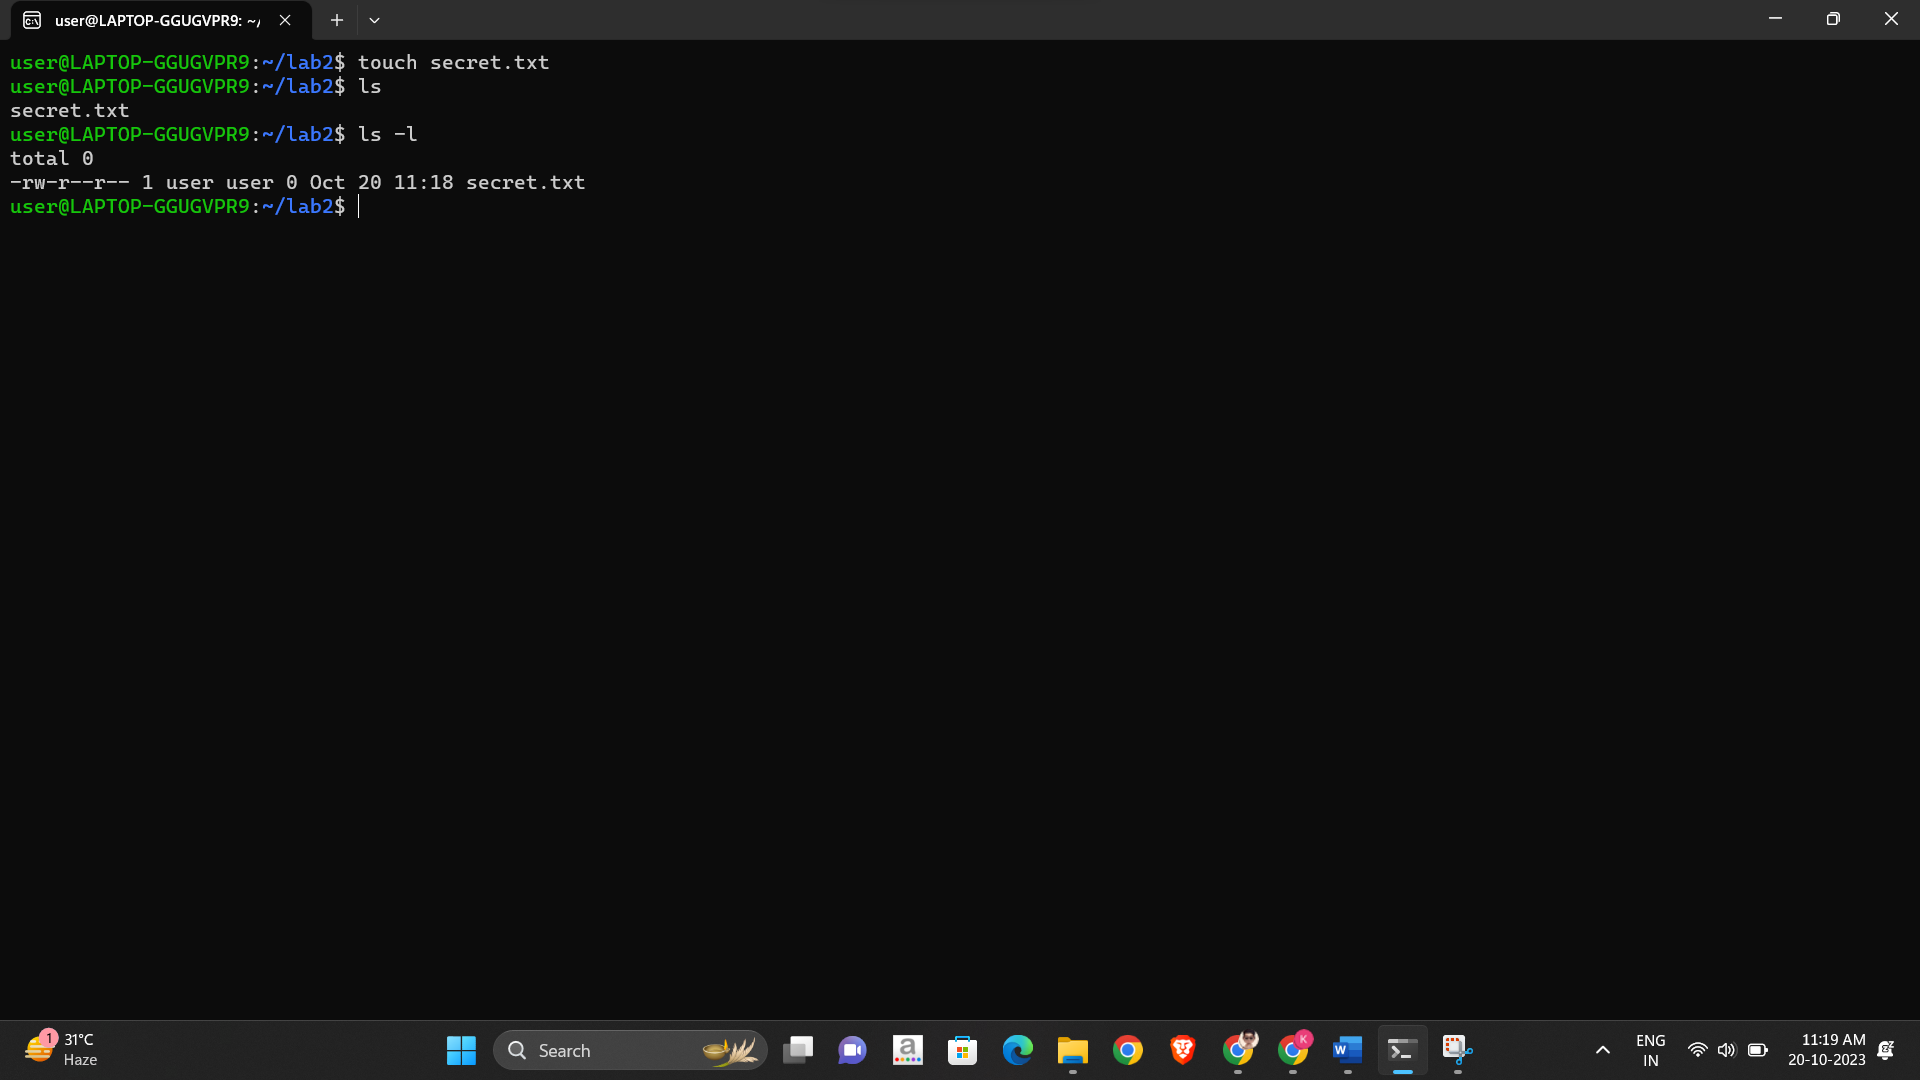 user@LAPTOP-GGUGVPR9: ~/
user@LAPTOP-GGUGVPR9:~/lab2$ touch secret.txt
user@LAPTOP-GGUGVPR9:~/lab2$ ls
secret.txt
user@LAPTOP-GGUGVPR9:~/lab2$ ls -l
total 0
-rw-r--r-- 1 user user 0 Oct 20 11:18 secret.txt
user@LAPTOP-GGUGVPR9:~/lab2$
1
31°C
Haze
Search
a
K
W
ENG
IN
11:19 AM
20-10-2023